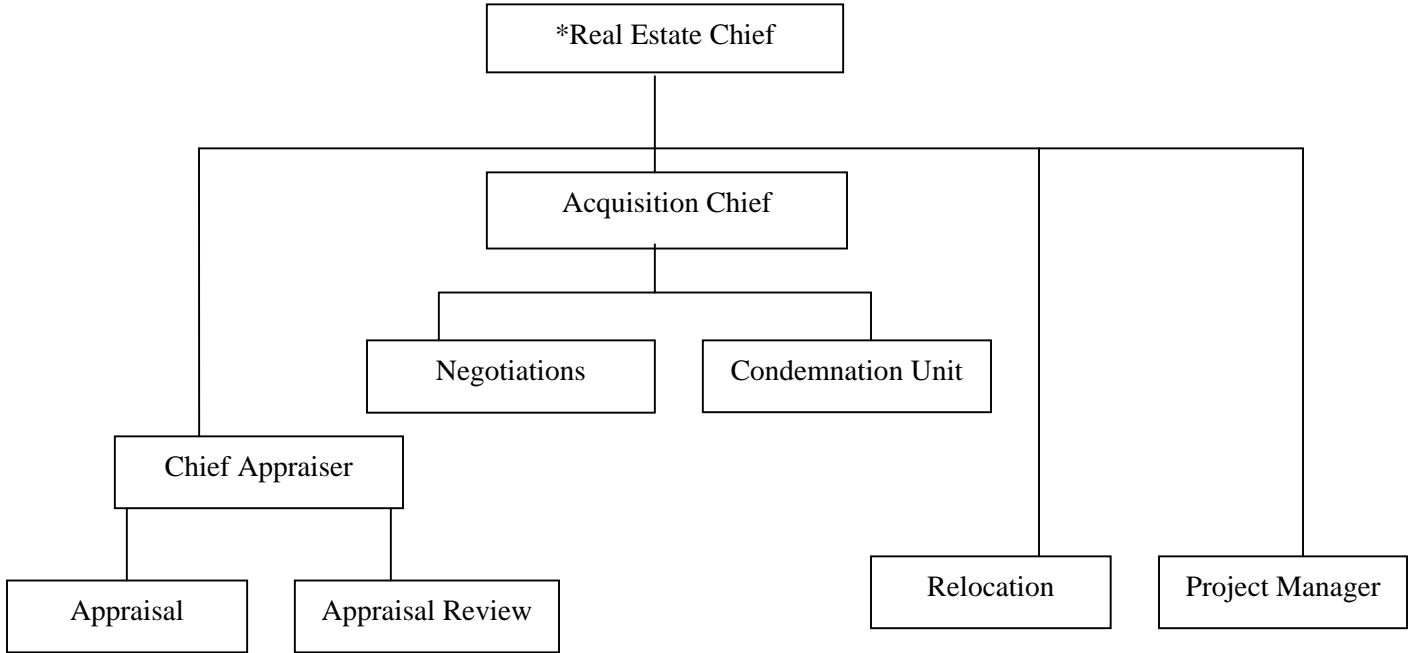 *Real Estate Chief
Acquisition Chief
Negotiations
Condemnation Unit
Chief Appraiser
Appraisal
Appraisal Review
Relocation
Project Manager